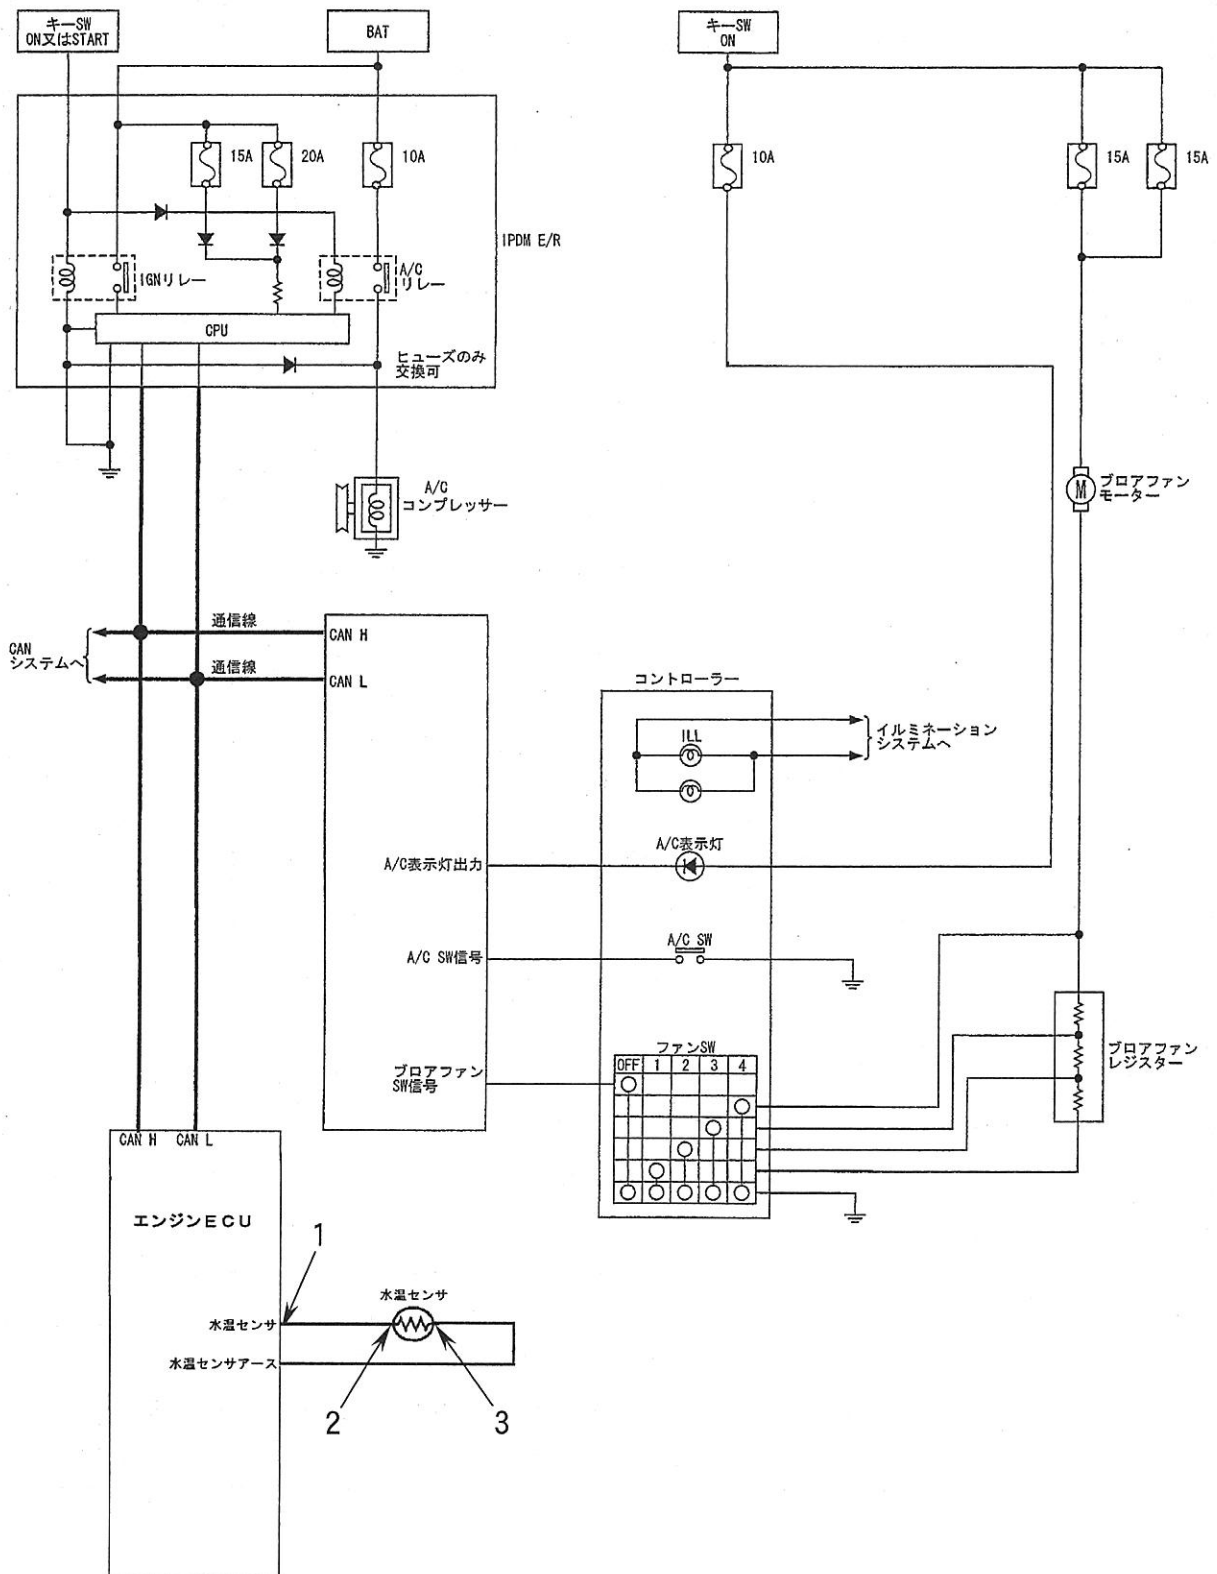 キーSW
ON又はSTART
BAT
キーSW
ON
15A
20A
10A
10A
15A
15A
IPDM E/R
IGNリレー
A/C
リレー
CPU
ヒューズのみ
交換可
A/C
コンプレッサー
ブロアファン
モーター
M
通信線
CAN H
CAN
システムへ
通信線
CAN L
コントローラー
ILL
イルミネーション
システムへ
A/C表示灯
A/C表示灯出力
A/C SW
A/C SW信号
ファンSW
ブロアファン
SW信号
OFF 1 2 3 4
ブロアファン
レジスター
CAN H CAN L
エンジンECU
1
水温センサ
水温センサ
水温センサアース
2
3